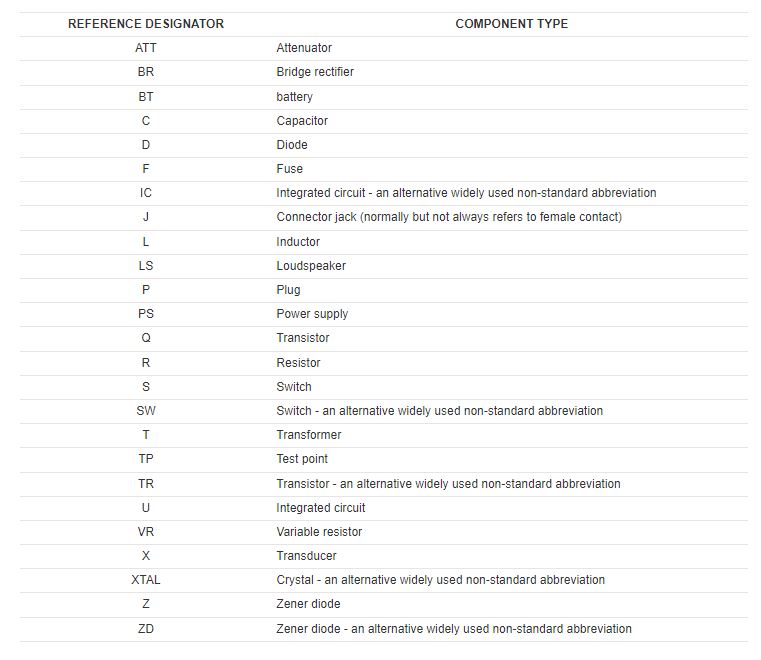 REFERENCE DESIGNATOR COMPONENT TYPE
ATT Attenuator
BR Bridge rectifier
BT battery
C Capacitor
D Diode
F Fuse
IC Integrated circuit - an alternative widely used non-standard abbreviation
J Connector jack (normally but not always refers to female contact)
L Inductor
LS Loudspeaker
P Plug
PS Power supply
Q Transistor
R Resistor
S Switch
SW Switch - an alternative widely used non-standard abbreviation
T Transformer
TP Test point
TR Transistor - an alternative widely used non-standard abbreviation
U Integrated circuit
VR Variable resistor
X Transducer
XTAL Crystal - an alternative widely used non-standard abbreviation
Z Zener diode
ZD Zener diode - an alternative widely used non-standard abbreviation